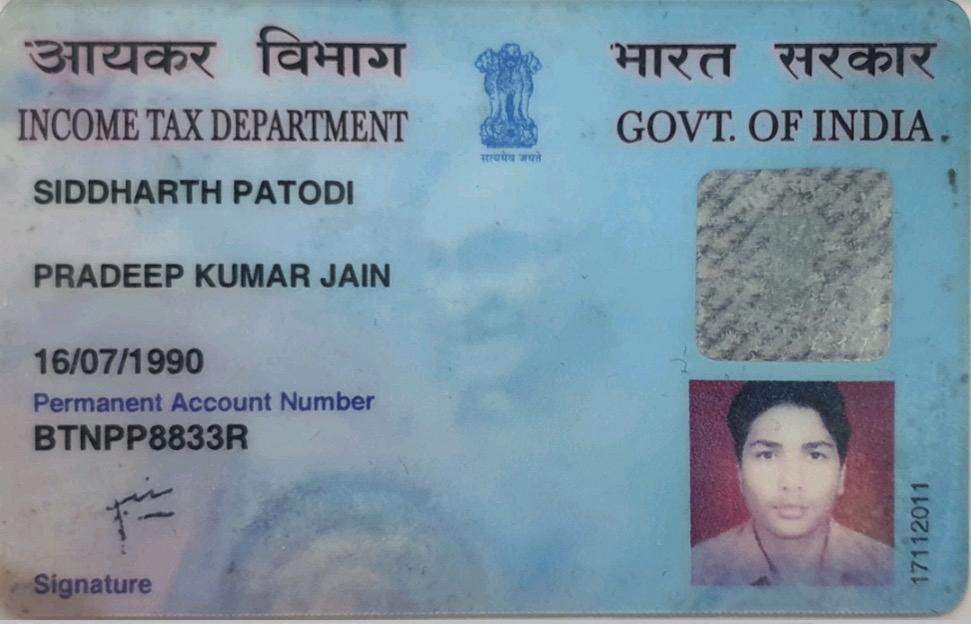 आयकर विभाग
INCOME TAX DEPARTMENT
सत्यमेव जयते
भारत सरकार
GOVT. OF INDIA
SIDDHARTH PATODI
PRADEEP KUMAR JAIN
16/07/1990
Permanent Account Number
BTNPP8833R
Signature
17112011